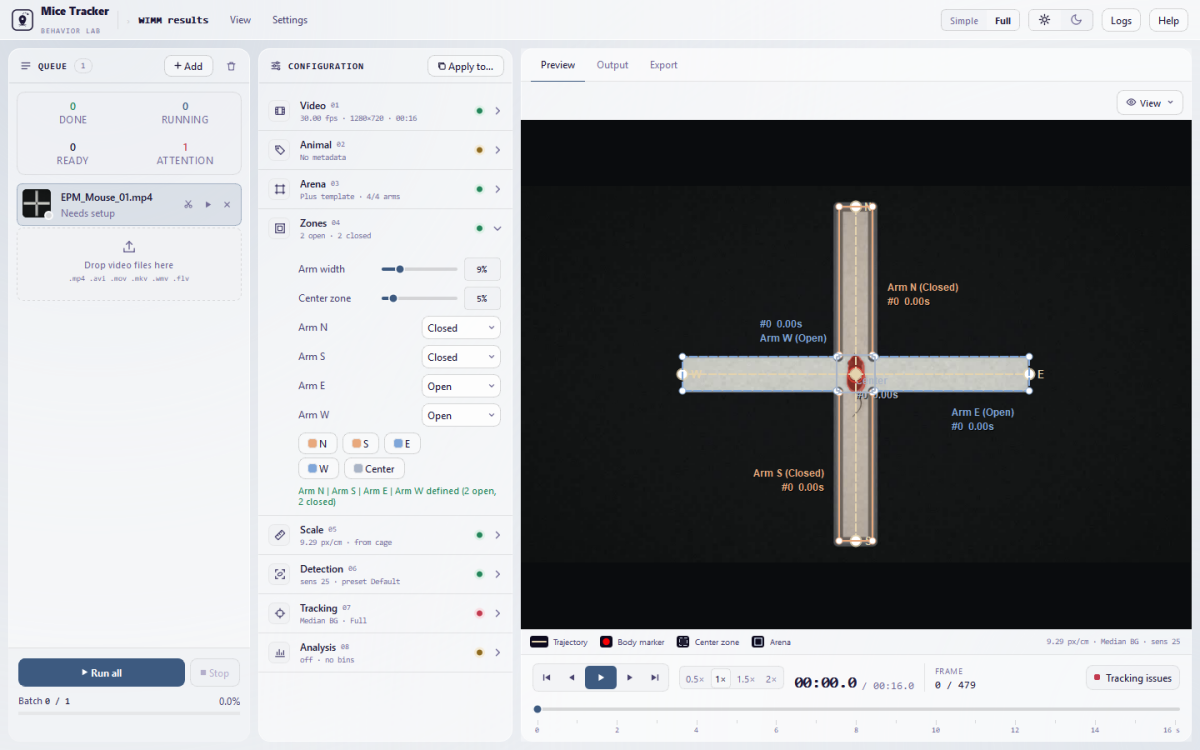 Mice Tracker
BEHAVIOR LAB
WIMM results
View
Settings
Simple
Full
Logs
Help
QUEUE 1
+ Add
0
DONE
0
RUNNING
0
READY
1
ATTENTION
EPM_Mouse_01.mp4
Needs setup
Drop video files here
.mp4 .avi .mov .mkv .wmv .flv
Run all
Stop
Batch 0 / 1
0.0%
CONFIGURATION
Apply to...
Video 01
30.00 fps · 1280×720 · 00:16
Animal 02
No metadata
Arena 03
Plus template · 4/4 arms
Zones 04
2 open · 2 closed
Arm width
9%
Center zone
5%
Arm N
Closed
Arm S
Closed
Arm E
Open
Arm W
Open
N
S
E
W
Center
Arm N | Arm S | Arm E | Arm W defined (2 open,
2 closed)
Scale 05
9.29 px/cm · from cage
Detection 06
sens 25 · preset Default
Tracking 07
Median BG · Full
Analysis 08
off · no bins
Preview
Output
Export
View
Arm N (Closed)
#0 0.00s
#0 0.00s
Arm W (Open)
W
E
Center
#0 0.00s
Arm E (Open)
#0 0.00s
Arm S (Closed)
#0 0.00s
Trajectory
Body marker
Center zone
Arena
9.29 px/cm · Median BG · sens 25
0.5×
1×
1.5×
2×
00:00.0 / 00:16.0
FRAME
0 / 479
Tracking issues
0
2
4
6
8
10
12
14
16 s